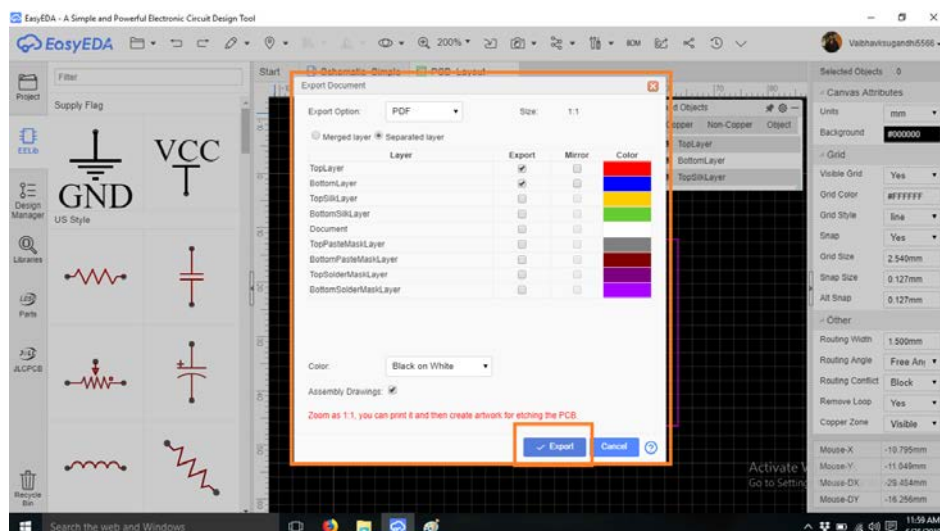 EasyEDA - A Simple and Powerful Electronic Circuit Design Tool
EasyEDA
200%
BOM
Vaibhavksugandhi5566
Project
EELib
Design Manager
Libraries
Parts
JLCPCB
Recycle Bin
Filter
Supply Flag
GND
VCC
US Style
Start
Schematic-Simple
PCB-Layout
Export Document
Export Option:
PDF
Size:
1:1
Merged layer
Separated layer
Layer Export Mirror Color
TopLayer
BottomLayer
TopSilkLayer
BottomSilkLayer
Document
TopPasteMaskLayer
BottomPasteMaskLayer
TopSolderMaskLayer
BottomSolderMaskLayer
Color:
Black on White
Assembly Drawings:
Zoom as 1:1, you can print it and then create artwork for etching the PCB.
Export
Cancel
Objects
Copper Non-Copper Object
TopLayer
BottomLayer
TopSilkLayer
Selected Objects 0
Canvas Attributes
Units mm
Background #000000
Grid
Visible Grid Yes
Grid Color #FFFFFF
Grid Style line
Snap Yes
Grid Size 2.540mm
Snap Size 0.127mm
Alt Snap 0.127mm
Other
Routing Width 1.500mm
Routing Angle Free Ang
Routing Conflict Block
Remove Loop Yes
Copper Zone Visible
Mouse-X -10.795mm
Mouse-Y -11.049mm
Mouse-DX -29.464mm
Mouse-DY -16.256mm
Activate
Go to Setting
Search the web and Windows
11:59 AM